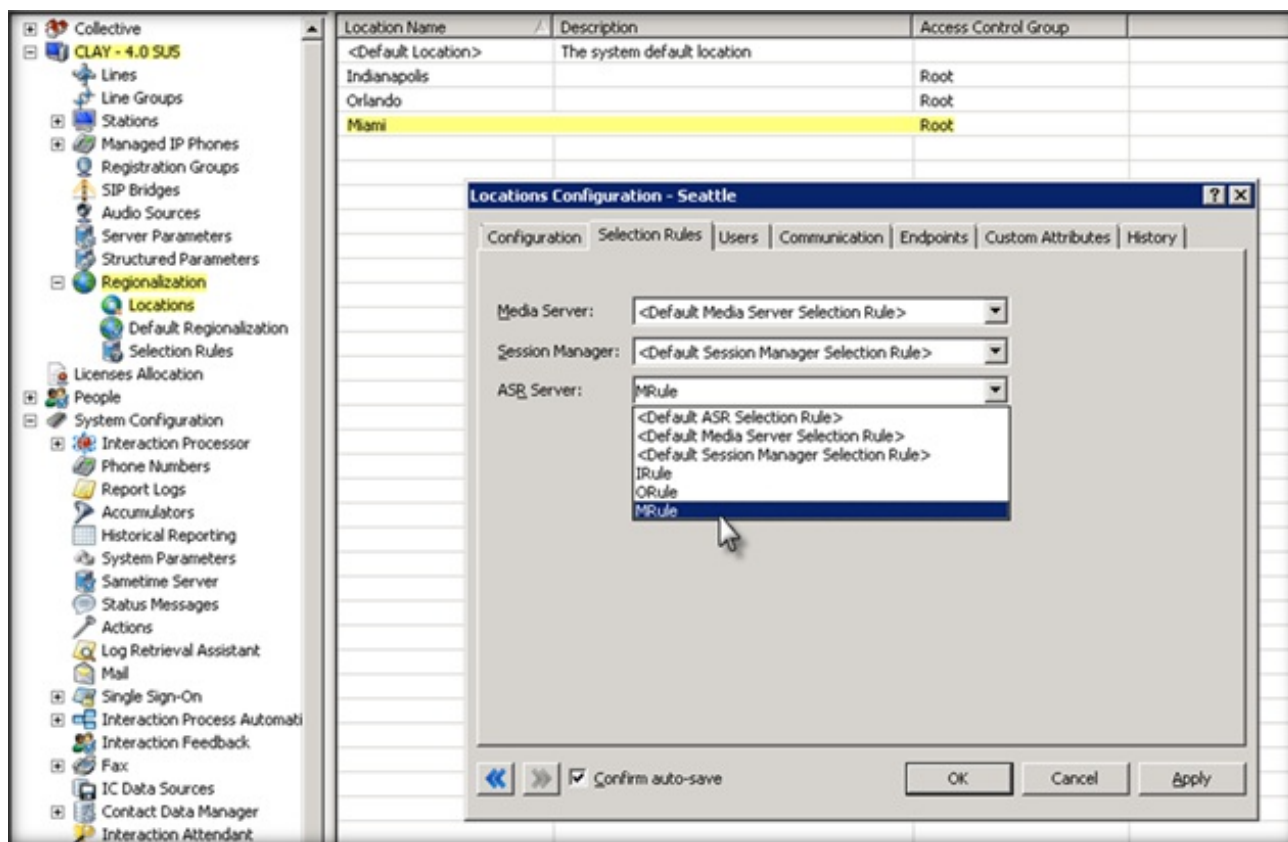 Collective
CLAY - 4.0 SUS
Lines
Line Groups
Stations
Managed IP Phones
Registration Groups
SIP Bridges
Audio Sources
Server Parameters
Structured Parameters
Regionalization
Locations
Default Regionalization
Selection Rules
Licenses Allocation
People
System Configuration
Interaction Processor
Phone Numbers
Report Logs
Accumulators
Historical Reporting
System Parameters
Sametime Server
Status Messages
Actions
Log Retrieval Assistant
Mail
Single Sign-On
Interaction Process Automati
Interaction Feedback
Fax
IC Data Sources
Contact Data Manager
Interaction Attendant
Location Name Description Access Control Group
<Default Location> The system default location
Indianapolis Root
Orlando Root
Miami Root
Locations Configuration - Seattle
Configuration Selection Rules Users Communication Endpoints Custom Attributes History
Media Server: <Default Media Server Selection Rule>
Session Manager: <Default Session Manager Selection Rule>
ASR Server: MRule
<Default ASR Selection Rule>
<Default Media Server Selection Rule>
<Default Session Manager Selection Rule>
IRule
ORule
MRule
Confirm auto-save OK Cancel Apply